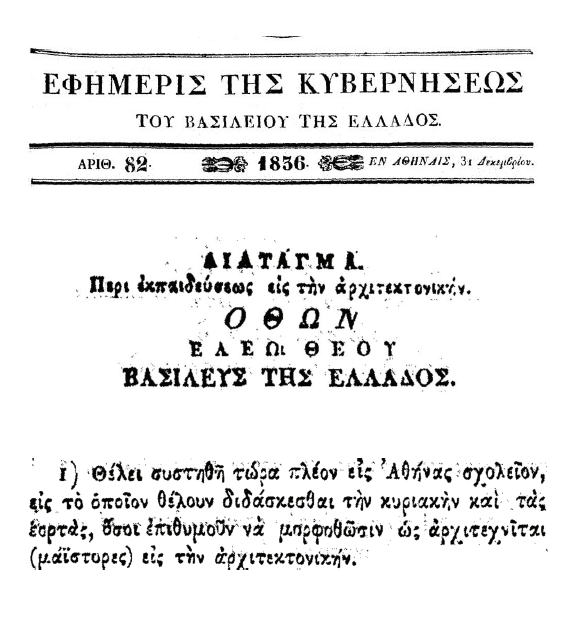 ΕΦΗΜΕΡΙΣ ΤΗΣ ΚΥΒΕΡΝΗΣΕΩΣ
ΤΟΥ ΒΑΣΙΛΕΙΟΥ ΤΗΣ ΕΛΛΑΔΟΣ.
ΑΡΙΘ. 82. 1836. ΕΝ ΑΘΗΝΑΙΣ, 31 Δεκεμβρίου.
ΔΙΑΤΑΓΜΑ.
Περὶ ἐκπαιδεύσεως εἰς τὴν ἀρχιτεκτονικήν.
ΟΘΩΝ
ΕΛΕΩι ΘΕΟΥ
ΒΑΣΙΛΕΥΣ ΤΗΣ ΕΛΛΑΔΟΣ.
1) Θέλει συστηθῆ τώρα πλέον εἰς Ἀθήνας σχολεῖον,
εἰς τὸ ὁποῖον θέλουν διδάσκεσθαι τὴν κυριακὴν καὶ τὰς
ἑορτὰς, ὅσοι ἐπιθυμοῦν νὰ μορφωθῶσιν ὡς ἀρχιτεχνῖται
(μαΐστορες) εἰς τὴν ἀρχιτεκτονικήν.